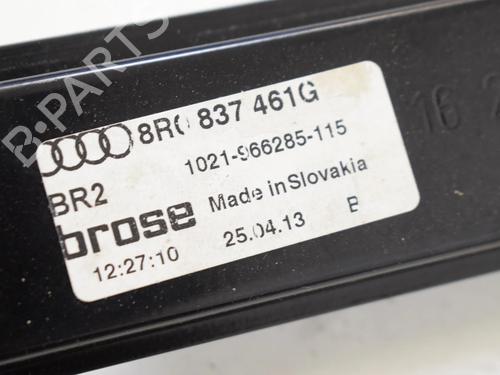 B-PARTS
8R0 837 461G
16
1021-966285-115
BR2
brose Made in Slovakia
12:27:10 25.04.13 B